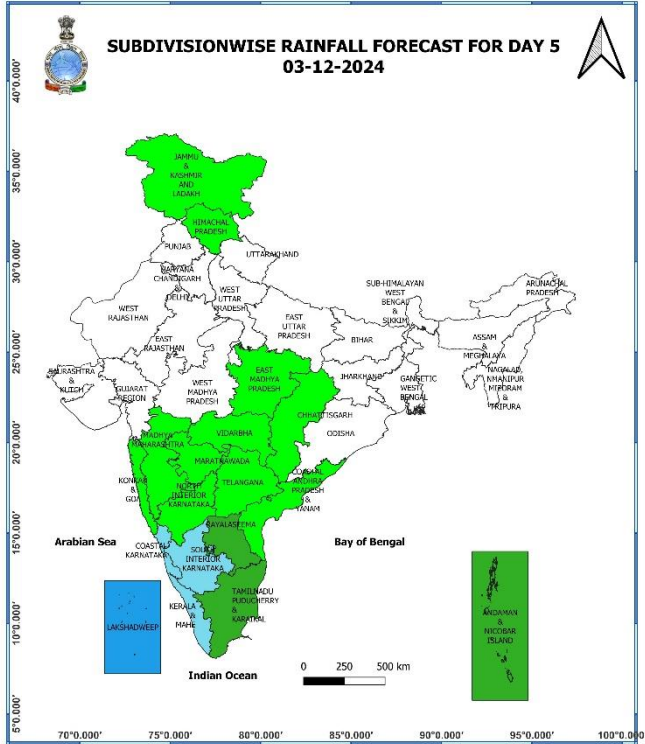 SUBDIVISIONWISE RAINFALL FORECAST FOR DAY 5
03-12-2024
40°0.000'
35°0.000'
30°0.000'
25°0.000'
20°0.000'
15°0.000'
10°0.000'
5°0.000'
JAMMU
&
KASHMIR
AND
LADAKH
HIMACHAL
PRADESH
PUNJAB
UTTARAKHAND
HARYANA
CHANDIGARH
&
DELHI
WEST
UTTAR
PRADESH
WEST
RAJASTHAN
EAST
RAJASTHAN
EAST
UTTAR
PRADESH
SUB-HIMALAYAN
WEST
BENGAL
&
SIKKIM
ARUNACHAL
PRADESH
BIHAR
ASSAM
&
MEGHALAYA
SAURASHTRA
&
KUTCH
GUJARAT
REGION
WEST
MADHYA
PRADESH
EAST
MADHYA
PRADESH
JHARKHAND
GANGETIC
WEST
BENGAL
NAGALAD,
NMANIPUR
MIZORAM
&
TRIPURA
CHHATTISGARH
ODISHA
MADHYA
MAHARASHTRA
VIDARBHA
MARATHAWADA
KONKAN
&
GOA
NORTH
INTERIOR
KARNATAKA
TELANGANA
COASTAL
ANDHRA
PRADESH
&
YANAM
RAYALASEEMA
Arabian Sea
COASTAL
KARNATAKA
SOUTH
INTERIOR
KARNATAKA
Bay of Bengal
LAKSHADWEEP
KERALA
&
MAHE
TAMILNADU
PUDUCHERRY
&
KARAIKAL
ANDAMAN
&
NICOBAR
ISLAND
Indian Ocean
0 250 500 km
70°0.000' 75°0.000' 80°0.000' 85°0.000' 90°0.000' 95°0.000' 100°0.000'